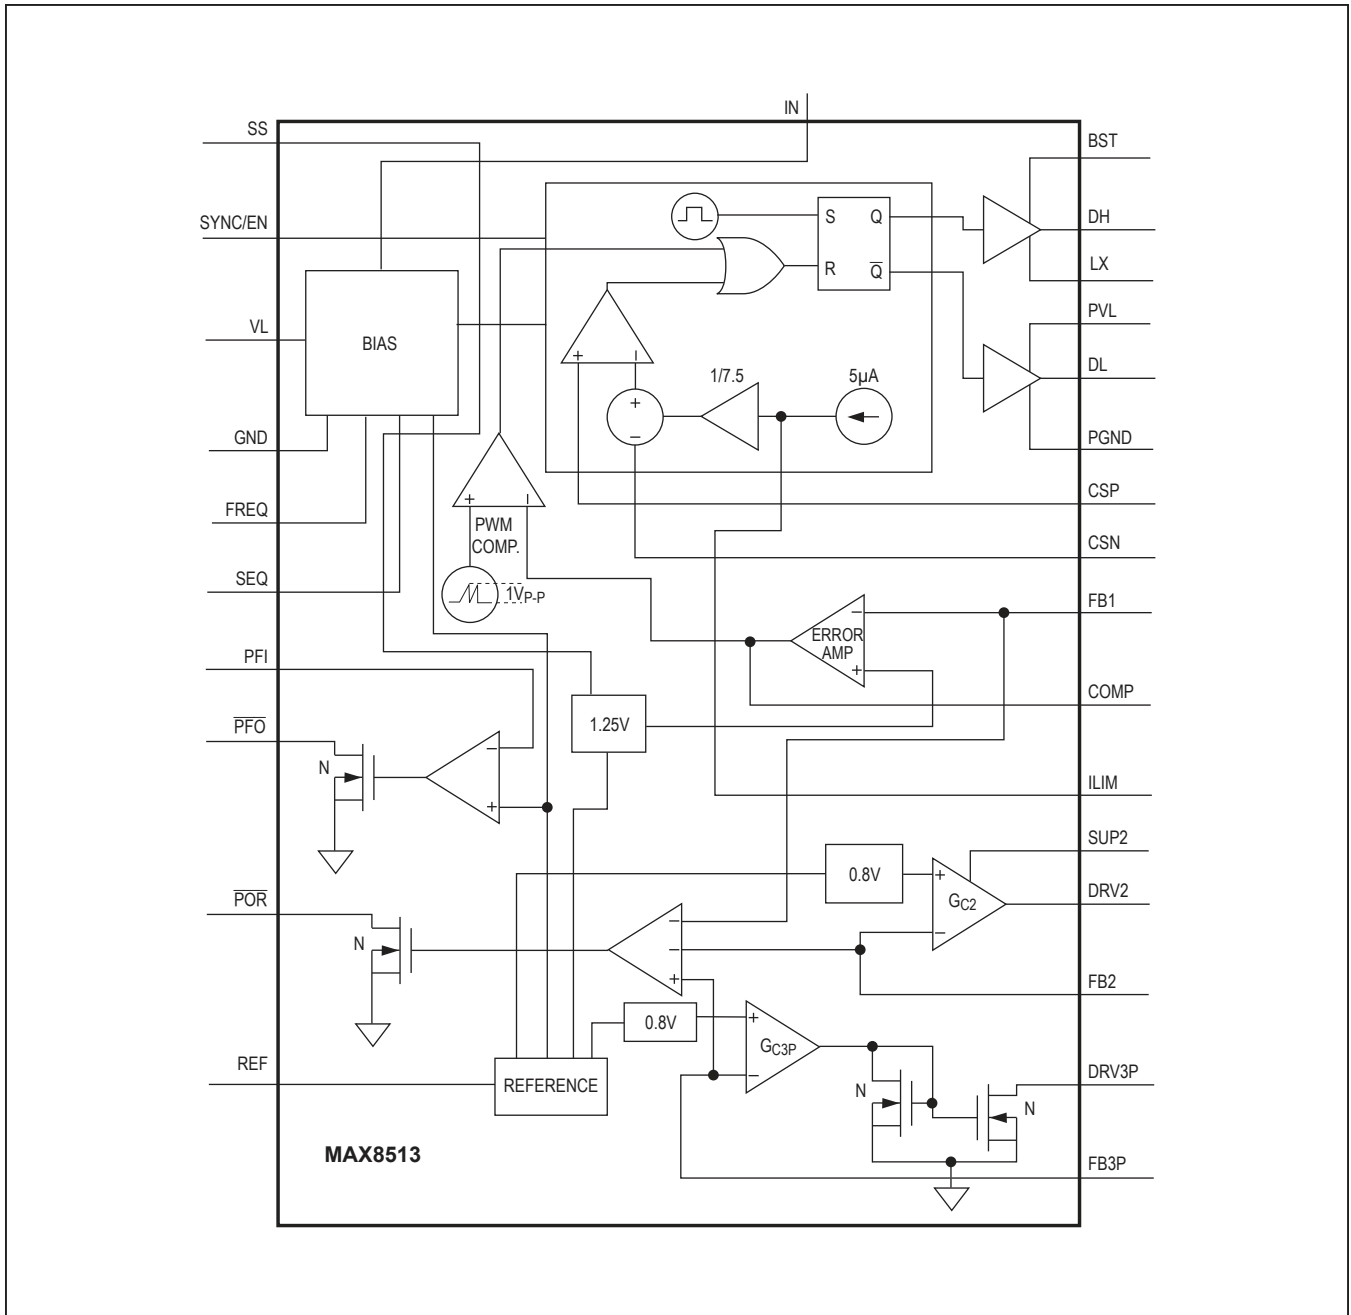 IN
SS
BST
SYNC/EN
S Q
DH
R Q̅
LX
VL
BIAS
PVL
1/7.5
5µA
DL
+ –
+
–
GND
PGND
+ –
CSP
FREQ
PWM
COMP.
CSN
SEQ
1VP-P
FB1
–
ERROR
AMP
+
PFI
COMP
P̅F̅O̅
1.25V
–
N
+
ILIM
SUP2
0.8V
+
GC2
–
DRV2
P̅O̅R̅
N
–
–
+
FB2
0.8V
+
GC3P
–
REF
REFERENCE
DRV3P
N
N
MAX8513
FB3P